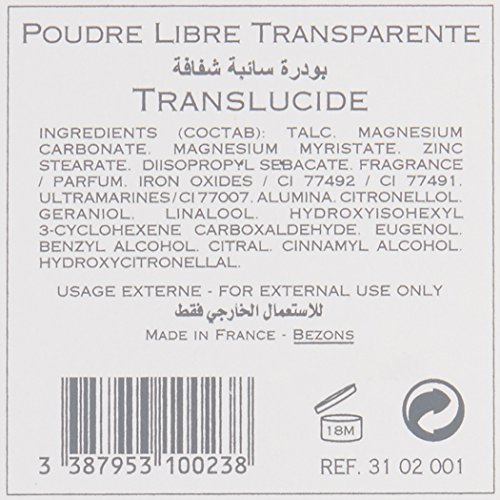 POUDRE LIBRE TRANSPARENTE
بودرة سائبة شفافة
TRANSLUCIDE
INGREDIENTS (COCTAB): TALC. MAGNESIUM
CARBONATE. MAGNESIUM MYRISTATE. ZINC
STEARATE. DIISOPROPYL SEBACATE. FRAGRANCE
/ PARFUM. IRON OXIDES / CI 77492 / CI 77491.
ULTRAMARINES/CI 77007. ALUMINA. CITRONELLOL.
GERANIOL. LINALOOL. HYDROXYISOHEXYL
3-CYCLOHEXENE CARBOXALDEHYDE. EUGENOL.
BENZYL ALCOHOL. CITRAL. CINNAMYL ALCOHOL.
HYDROXYCITRONELLAL.
USAGE EXTERNE - FOR EXTERNAL USE ONLY
للاستعمال الخارجي فقط
MADE IN FRANCE - BEZONS
18M
3 387953 100238
REF. 31 02 001